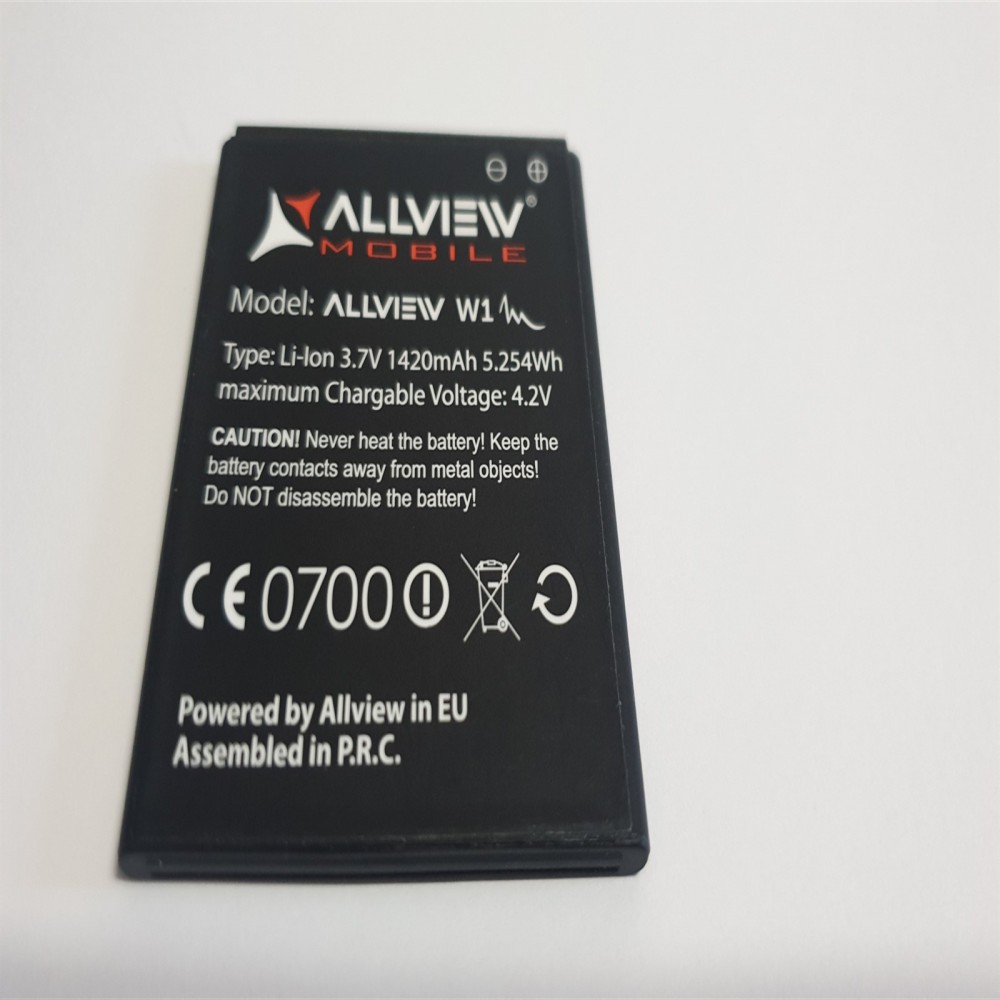 ALLVIEW®
MOBILE
Model: ALLVIEW W1
Type: Li-Ion 3.7V 1420mAh 5.254Wh
maximum Chargable Voltage: 4.2V
CAUTION! Never heat the battery! Keep the
battery contacts away from metal objects!
Do NOT disassemble the battery!
CE0700
Powered by Allview in EU
Assembled in P.R.C.